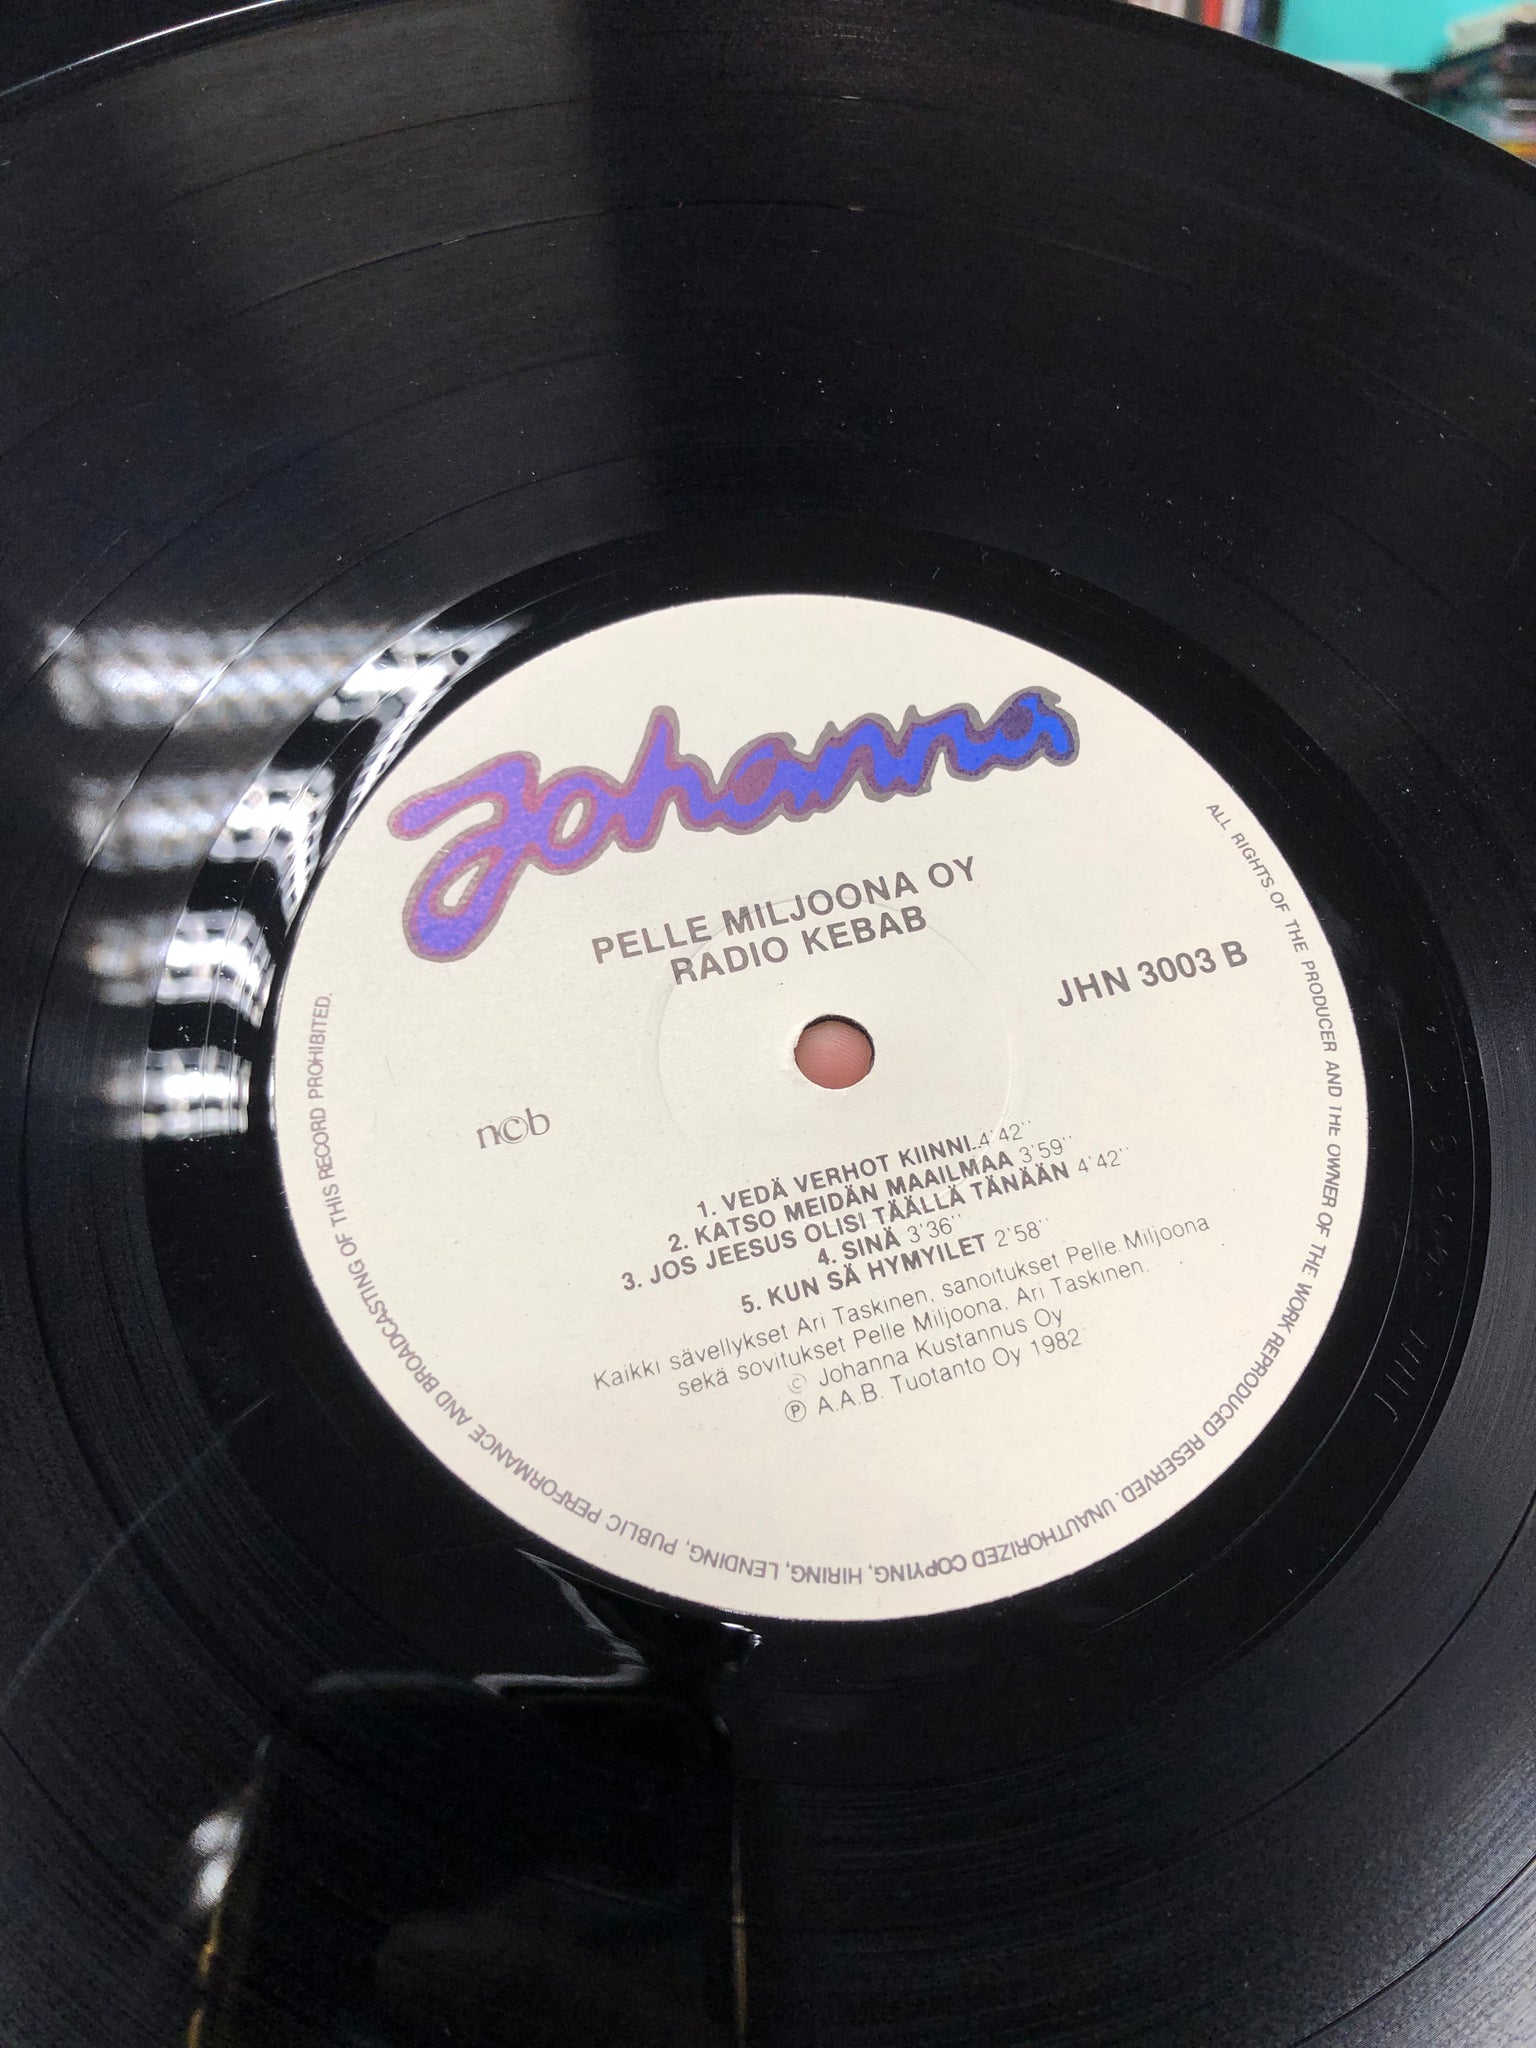 Johanna
PELLE MILJOONA OY
RADIO KEBAB
JHN 3003 B
ncb
1. VEDÄ VERHOT KIINNI..4'42''
2. KATSO MEIDÄN MAAILMAA 3'59''
3. JOS JEESUS OLISI TÄÄLLÄ TÄNÄÄN 4'42''
4. SINÄ 3'36''
5. KUN SÄ HYMYILET 2'58''
Kaikki sävellykset Ari Taskinen, sanoitukset Pelle Miljoona
sekä sovitukset Pelle Miljoona, Ari Taskinen.
© Johanna Kustannus Oy
℗ A.A.B. Tuotanto Oy 1982
ALL RIGHTS OF THE PRODUCER AND THE OWNER OF THE WORK REPRODUCED RESERVED. UNAUTHORIZED COPYING, HIRING, LENDING, PUBLIC PERFORMANCE AND BROADCASTING OF THIS RECORD PROHIBITED.